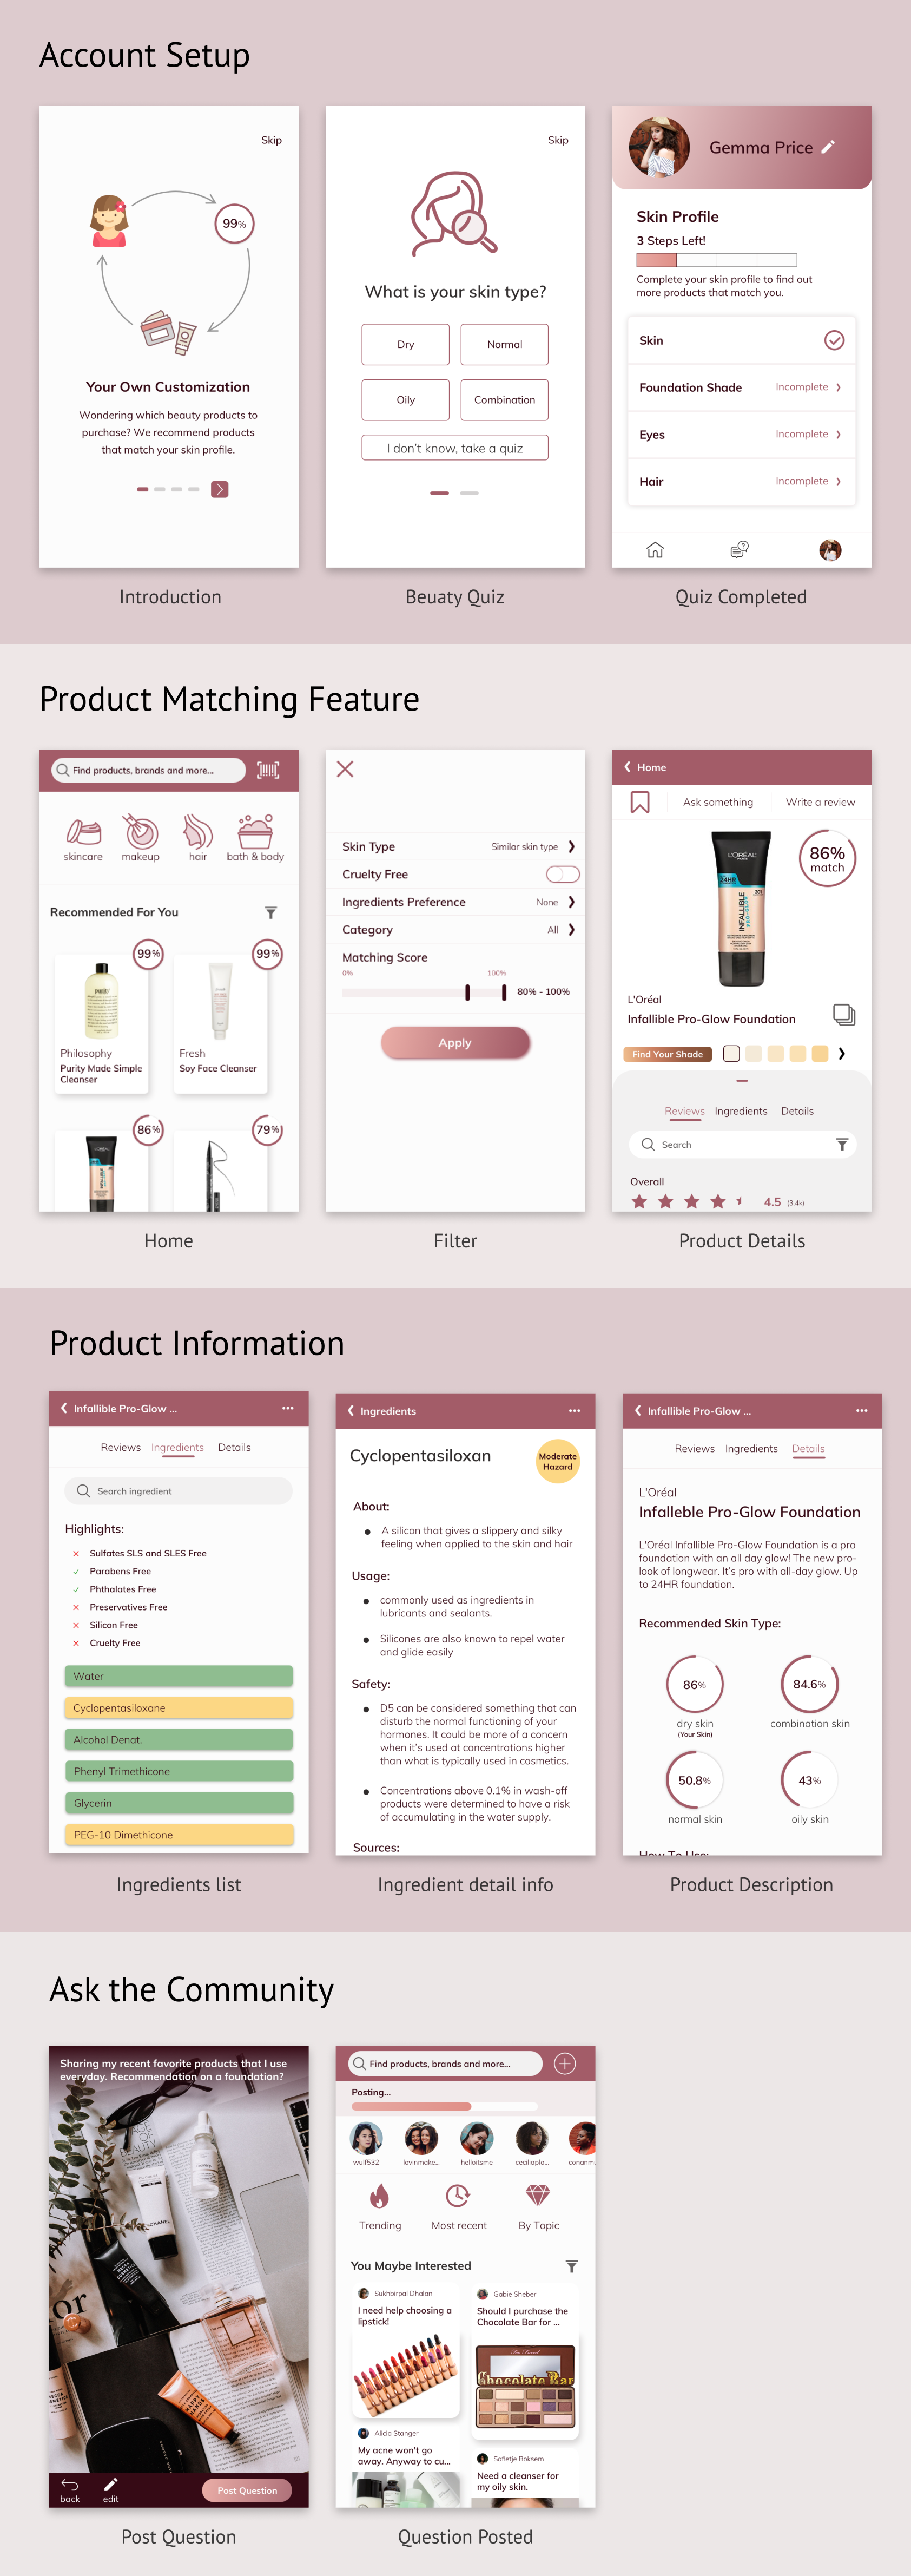 Account Setup
Skip
99%
Your Own Customization
Wondering which beauty products to
purchase? We recommend products
that match your skin profile.
Introduction
Skip
What is your skin type?
Dry
Normal
Oily
Combination
I don't know, take a quiz
Beuaty Quiz
Gemma Price
Skin Profile
3 Steps Left!
Complete your skin profile to find out
more products that match you.
Skin
Foundation Shade
Incomplete
Eyes
Incomplete
Hair
Incomplete
Quiz Completed
Product Matching Feature
Find products, brands and more...
skincare
makeup
hair
bath & body
Recommended For You
99%
99%
purity
fresh
Philosophy
Purity Made Simple
Cleanser
Fresh
Soy Face Cleanser
86%
79%
L'ORÉAL
24HR
INFALLIBLE
Home
Skin Type
Similar skin type
Cruelty Free
Ingredients Preference
None
Category
All
Matching Score
0%
100%
80% - 100%
Apply
Filter
Home
Ask something
Write a review
86%
match
L'ORÉAL
PARIS
24HR
INFALLIBLE
PRO-GLOW
L'Oréal
Infallible Pro-Glow Foundation
Find Your Shade
Reviews
Ingredients
Details
Search
Overall
4.5 (3.4k)
Product Details
Product Information
Infallible Pro-Glow ...
Reviews
Ingredients
Details
Search ingredient
Highlights:
Sulfates SLS and SLES Free
Parabens Free
Phthalates Free
Preservatives Free
Silicon Free
Cruelty Free
Water
Cyclopentasiloxane
Alcohol Denat.
Phenyl Trimethicone
Glycerin
PEG-10 Dimethicone
Ingredients list
Ingredients
Cyclopentasiloxan
Moderate
Hazard
About:
A silicon that gives a slippery and silky
feeling when applied to the skin and hair
Usage:
commonly used as ingredients in
lubricants and sealants.
Silicones are also known to repel water
and glide easily
Safety:
D5 can be considered something that can
disturb the normal functioning of your
hormones. It could be more of a concern
when it's used at concentrations higher
than what is typically used in cosmetics.
Concentrations above 0.1% in wash-off
products were determined to have a risk
of accumulating in the water supply.
Sources:
Ingredient detail info
Infallible Pro-Glow ...
Reviews
Ingredients
Details
L'Oréal
Infalleble Pro-Glow Foundation
L'Oréal Infallible Pro-Glow Foundation is a pro
foundation with an all day glow! The new pro-
look of longwear. It's pro with all-day glow. Up
to 24HR foundation.
Recommended Skin Type:
86%
dry skin
(Your Skin)
84.6%
combination skin
50.8%
normal skin
43%
oily skin
How To Use:
Product Description
Ask the Community
Sharing my recent favorite products that I use
everyday. Recommendation on a foundation?
BEAUTY
CHANEL
or
back
edit
Post Question
Post Question
Find products, brands and more...
Posting...
wulf532
lovinmake...
helloitsme
ceciliapla...
conanm
Trending
Most recent
By Topic
You Maybe Interested
Sukhbirpal Dhalan
I need help choosing a
lipstick!
Gabie Sheber
Should I purchase the
Chocolate Bar for ...
Chocolate Bar
Alicia Stanger
My acne won't go
away. Anyway to cu...
Sofietje Boksem
Need a cleanser for
my oily skin.
Question Posted